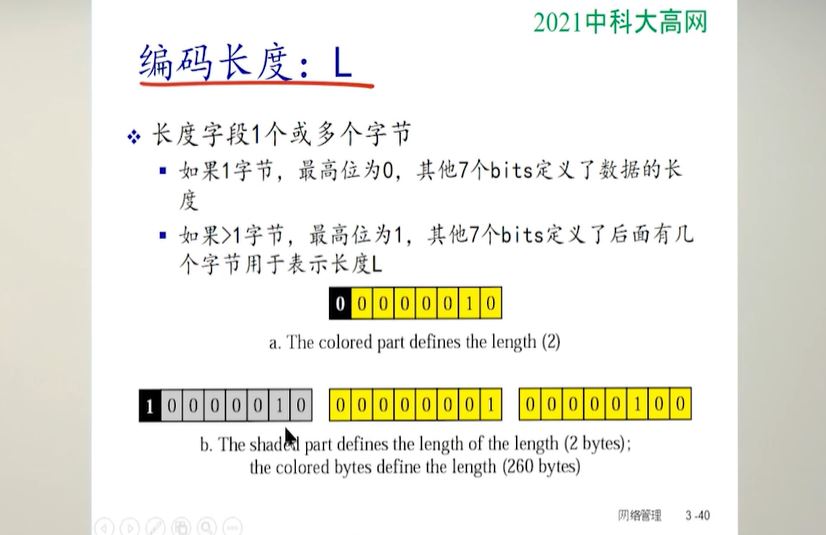 2021中科大高网
编码长度：L
长度字段1个或多个字节
如果1字节，最高位为0，其他7个bits定义了数据的长
度
如果>1字节，最高位为1，其他7个bits定义了后面有几
个字节用于表示长度L
0 0 0 0 0 0 1 0
a. The colored part defines the length (2)
1 0 0 0 0 0 1 0 0 0 0 0 0 0 0 1 0 0 0 0 0 1 0 0
b. The shaded part defines the length of the length (2 bytes);
the colored bytes define the length (260 bytes)
网络管理 3-40